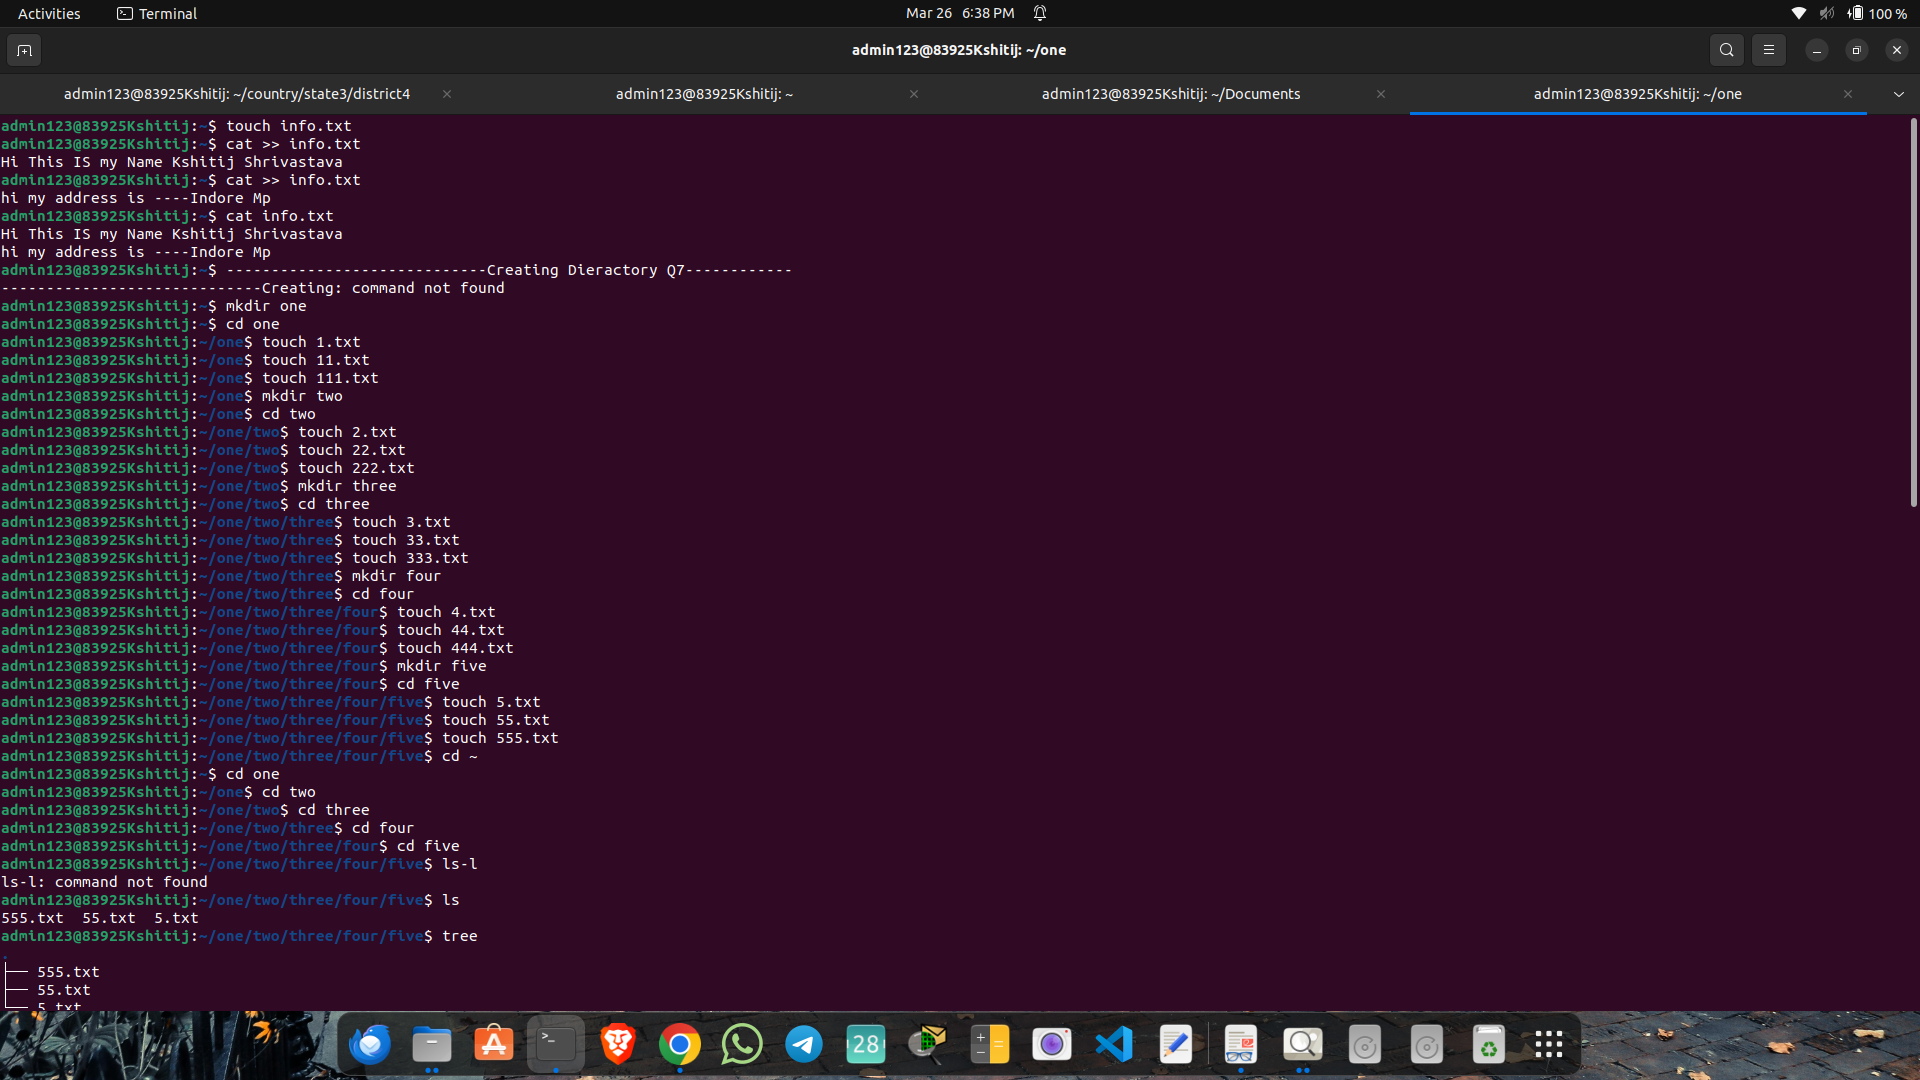 Activities Terminal Mar 26 6:38 PM 100 %
admin123@83925Kshitij: ~/one
admin123@83925Kshitij: ~/country/state3/district4 admin123@83925Kshitij: ~ admin123@83925Kshitij: ~/Documents admin123@83925Kshitij: ~/one
admin123@83925Kshitij:~$ touch info.txt
admin123@83925Kshitij:~$ cat >> info.txt
Hi This IS my Name Kshitij Shrivastava
admin123@83925Kshitij:~$ cat >> info.txt
hi my address is ----Indore Mp
admin123@83925Kshitij:~$ cat info.txt
Hi This IS my Name Kshitij Shrivastava
hi my address is ----Indore Mp
admin123@83925Kshitij:~$ -----------------------------Creating Dieractory Q7------------
-----------------------------Creating: command not found
admin123@83925Kshitij:~$ mkdir one
admin123@83925Kshitij:~$ cd one
admin123@83925Kshitij:~/one$ touch 1.txt
admin123@83925Kshitij:~/one$ touch 11.txt
admin123@83925Kshitij:~/one$ touch 111.txt
admin123@83925Kshitij:~/one$ mkdir two
admin123@83925Kshitij:~/one$ cd two
admin123@83925Kshitij:~/one/two$ touch 2.txt
admin123@83925Kshitij:~/one/two$ touch 22.txt
admin123@83925Kshitij:~/one/two$ touch 222.txt
admin123@83925Kshitij:~/one/two$ mkdir three
admin123@83925Kshitij:~/one/two$ cd three
admin123@83925Kshitij:~/one/two/three$ touch 3.txt
admin123@83925Kshitij:~/one/two/three$ touch 33.txt
admin123@83925Kshitij:~/one/two/three$ touch 333.txt
admin123@83925Kshitij:~/one/two/three$ mkdir four
admin123@83925Kshitij:~/one/two/three$ cd four
admin123@83925Kshitij:~/one/two/three/four$ touch 4.txt
admin123@83925Kshitij:~/one/two/three/four$ touch 44.txt
admin123@83925Kshitij:~/one/two/three/four$ touch 444.txt
admin123@83925Kshitij:~/one/two/three/four$ mkdir five
admin123@83925Kshitij:~/one/two/three/four$ cd five
admin123@83925Kshitij:~/one/two/three/four/five$ touch 5.txt
admin123@83925Kshitij:~/one/two/three/four/five$ touch 55.txt
admin123@83925Kshitij:~/one/two/three/four/five$ touch 555.txt
admin123@83925Kshitij:~/one/two/three/four/five$ cd ~
admin123@83925Kshitij:~$ cd one
admin123@83925Kshitij:~/one$ cd two
admin123@83925Kshitij:~/one/two$ cd three
admin123@83925Kshitij:~/one/two/three$ cd four
admin123@83925Kshitij:~/one/two/three/four$ cd five
admin123@83925Kshitij:~/one/two/three/four/five$ ls-l
ls-l: command not found
admin123@83925Kshitij:~/one/two/three/four/five$ ls
555.txt  55.txt  5.txt
admin123@83925Kshitij:~/one/two/three/four/five$ tree
.
├── 555.txt
├── 55.txt
└── 5.txt
28